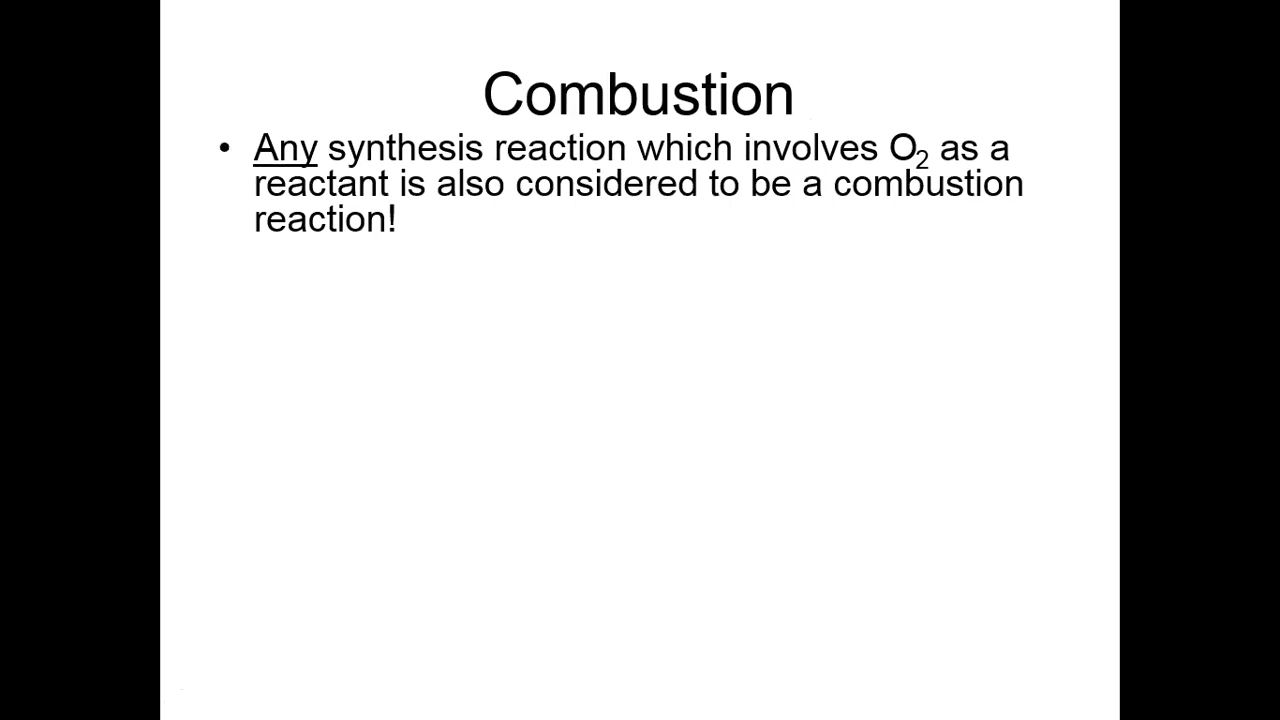 Combustion
• Any synthesis reaction which involves O₂ as a
reactant is also considered to be a combustion
reaction!